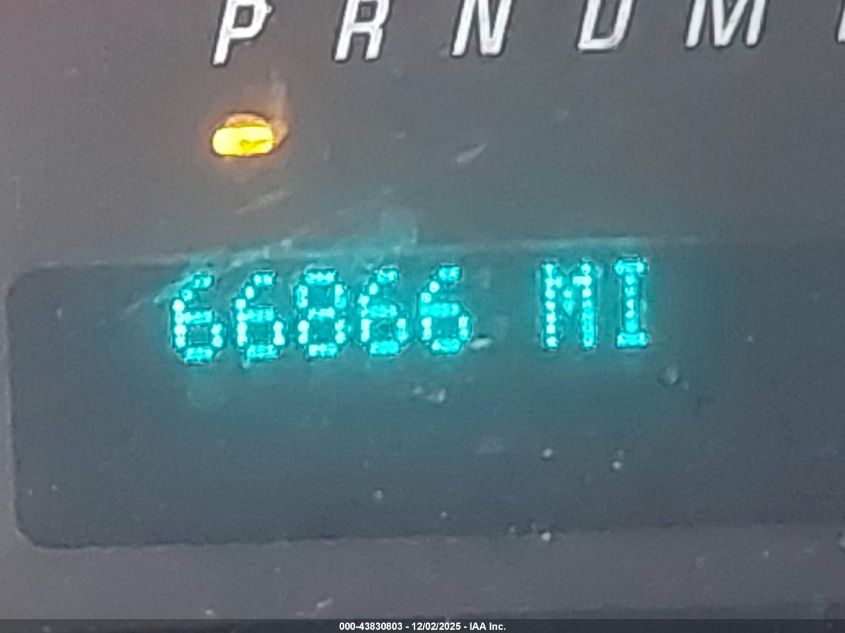 P R N D M
66866 MI
000-43830803 - 12/02/2025 - IAA Inc.